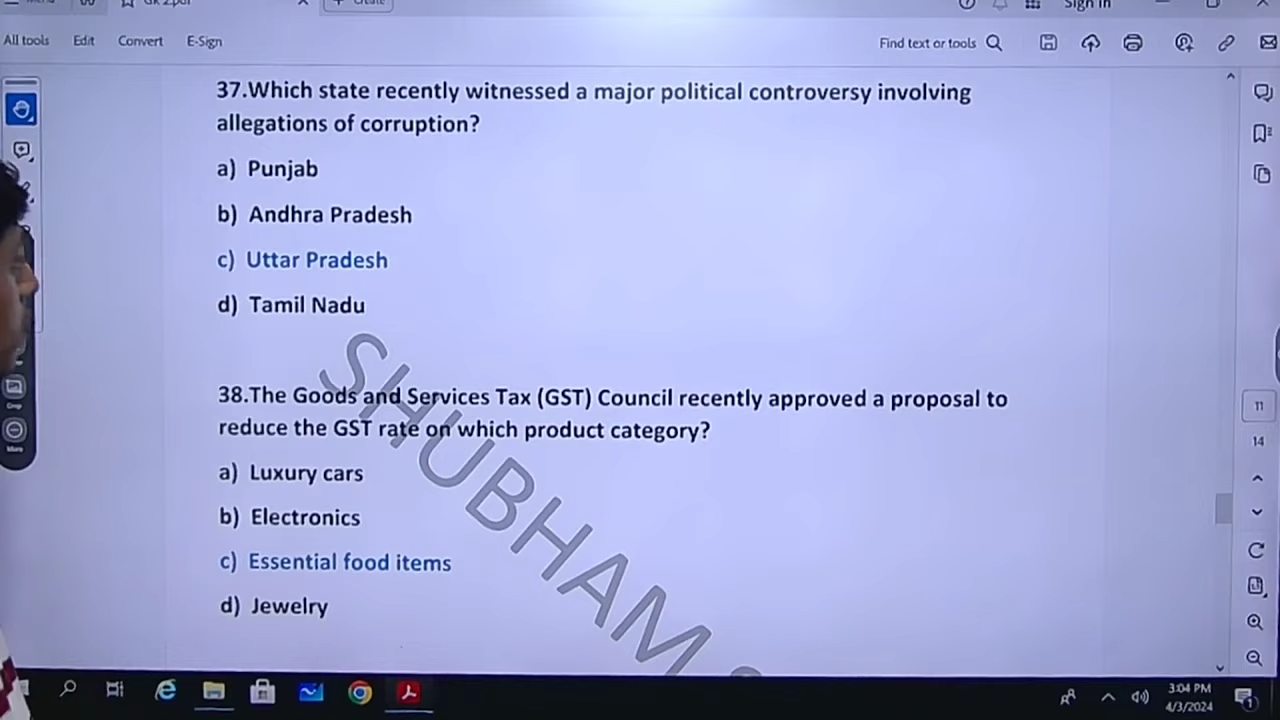 Sign in
All tools Edit Convert E-Sign Find text or tools
37.Which state recently witnessed a major political controversy involving
allegations of corruption?
a) Punjab
b) Andhra Pradesh
c) Uttar Pradesh
d) Tamil Nadu
38.The Goods and Services Tax (GST) Council recently approved a proposal to
reduce the GST rate on which product category?
a) Luxury cars
b) Electronics
c) Essential food items
d) Jewelry
SHUBHAM
11
14
Crop
More
3:04 PM
4/3/2024
1